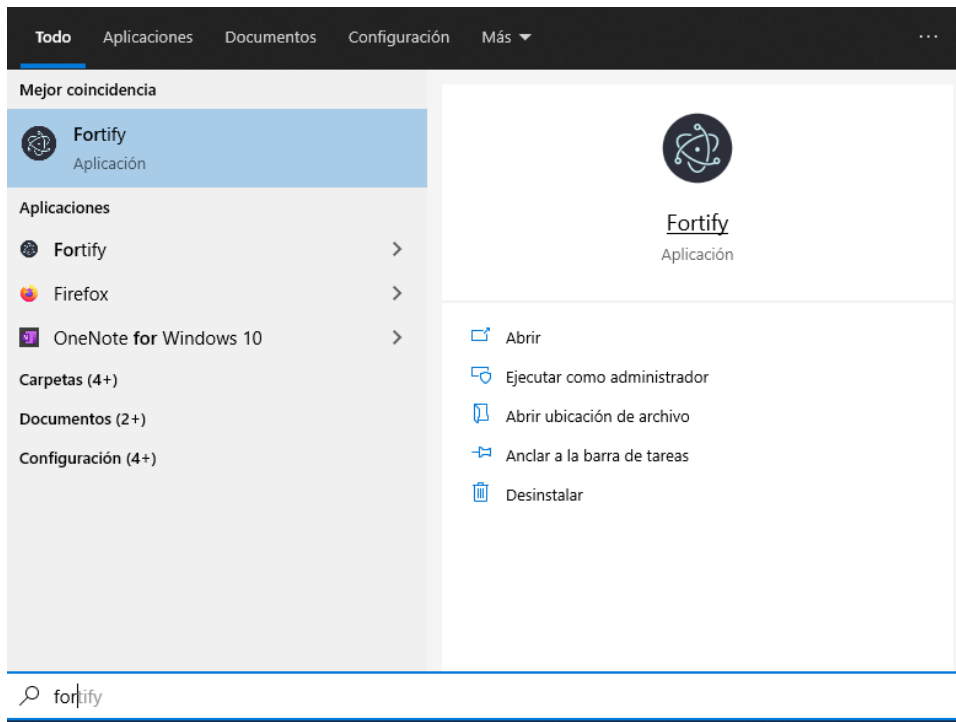 Todo Aplicaciones Documentos Configuración Más ...
Mejor coincidencia
Fortify
Aplicación
Aplicaciones
Fortify
Firefox
OneNote for Windows 10
Carpetas (4+)
Documentos (2+)
Configuración (4+)
Fortify
Aplicación
Abrir
Ejecutar como administrador
Abrir ubicación de archivo
Anclar a la barra de tareas
Desinstalar
fortify